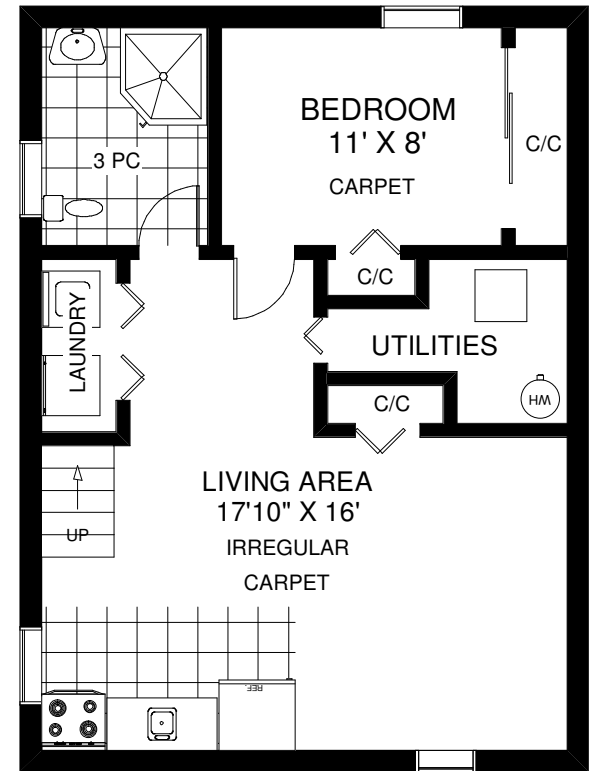 BEDROOM
11' X 8'
CARPET
C/C
3 PC
C/C
LAUNDRY
UTILITIES
HW
C/C
LIVING AREA
17'10" X 16'
IRREGULAR
CARPET
UP
REF.